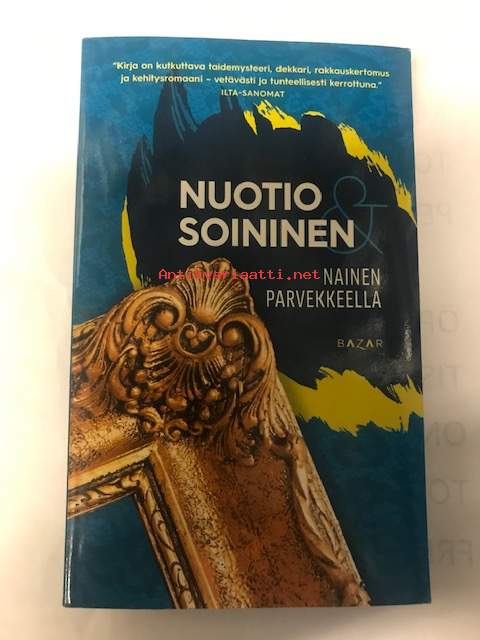 "Kirja on kutkuttava taidemysteeri, dekkari, rakkauskertomus
ja kehitysromaani – vetävästi ja tunteellisesti kerrottuna."
ILTA-SANOMAT
NUOTIO &
SOININEN
Antikvariaatti.net
NAINEN
PARVEKKEELLA
BAZAR